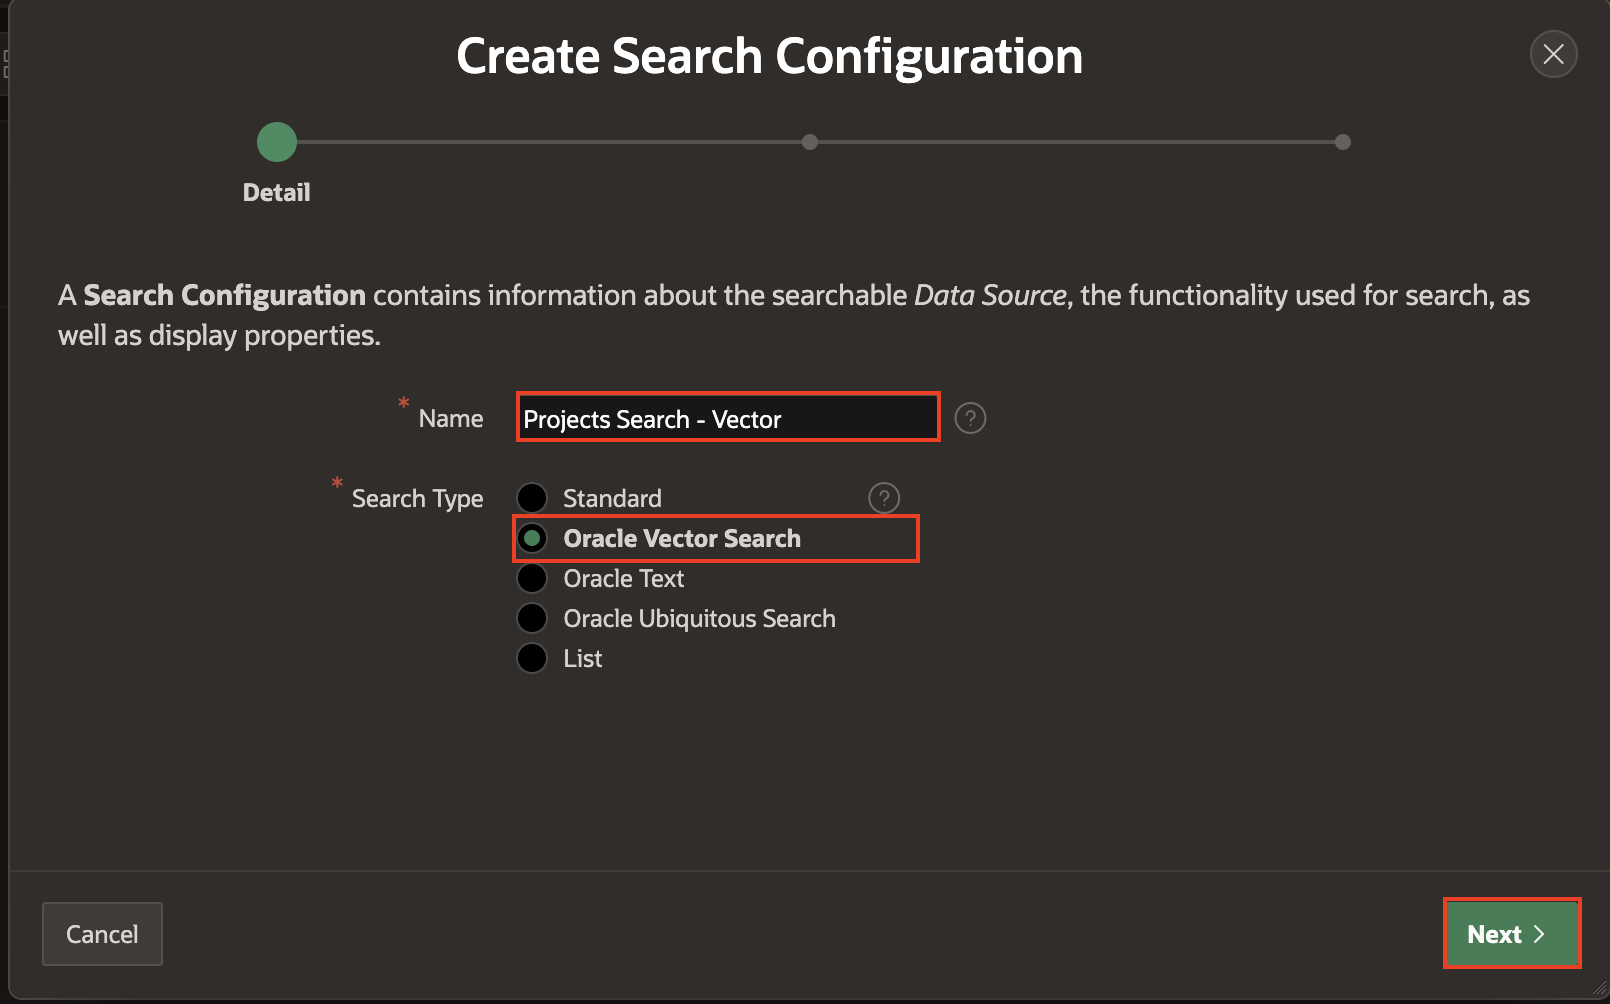 Create Search Configuration
Detail
A Search Configuration contains information about the searchable Data Source, the functionality used for search, as
well as display properties.
* Name Projects Search - Vector ?
* Search Type Standard ?
Oracle Vector Search
Oracle Text
Oracle Ubiquitous Search
List
Cancel Next >